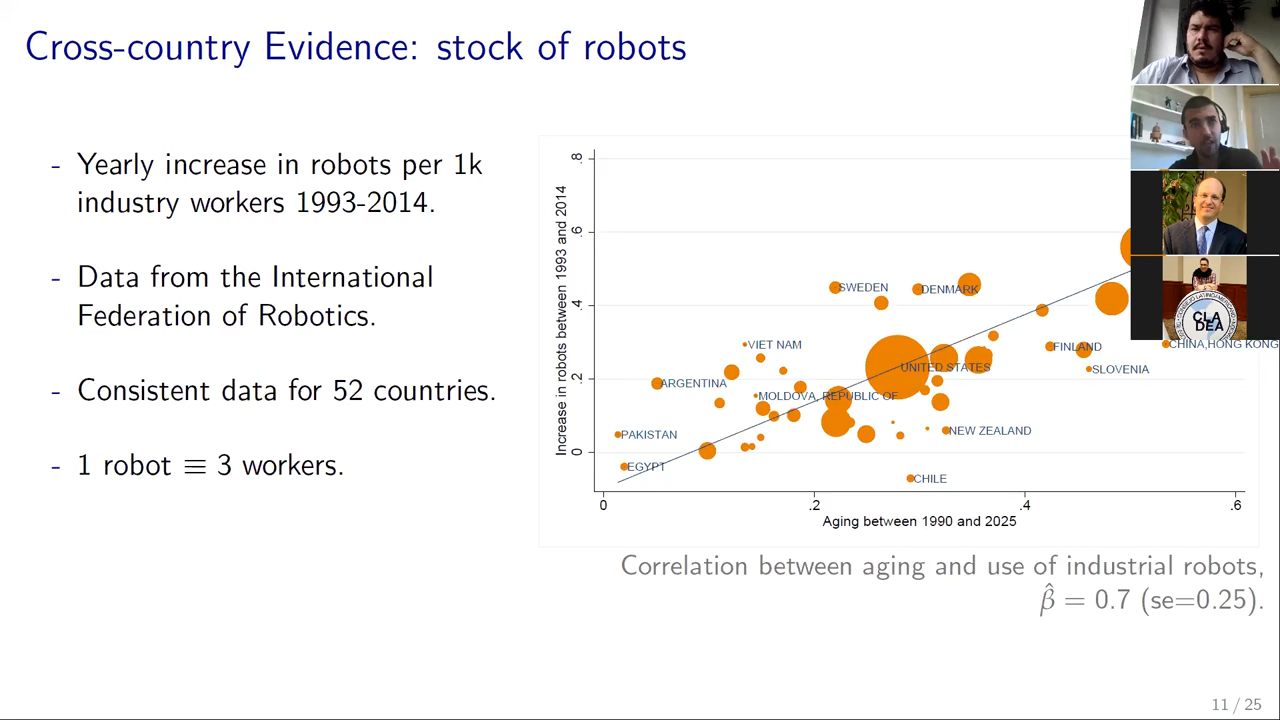 Cross-country Evidence: stock of robots
- Yearly increase in robots per 1k
industry workers 1993-2014.
- Data from the International
Federation of Robotics.
- Consistent data for 52 countries.
- 1 robot ≡ 3 workers.
Increase in robots between 1993 and 2014
.8
.6
.4
.2
0
SWEDEN
DENMARK
VIET NAM
FINLAND
CHINA,HONG KONG
UNITED STATES
SLOVENIA
ARGENTINA
MOLDOVA, REPUBLIC OF
PAKISTAN
NEW ZEALAND
EGYPT
CHILE
0
.2
.4
.6
Aging between 1990 and 2025
Correlation between aging and use of industrial robots,
β̂ = 0.7 (se=0.25).
CLA
DEA
11 / 25